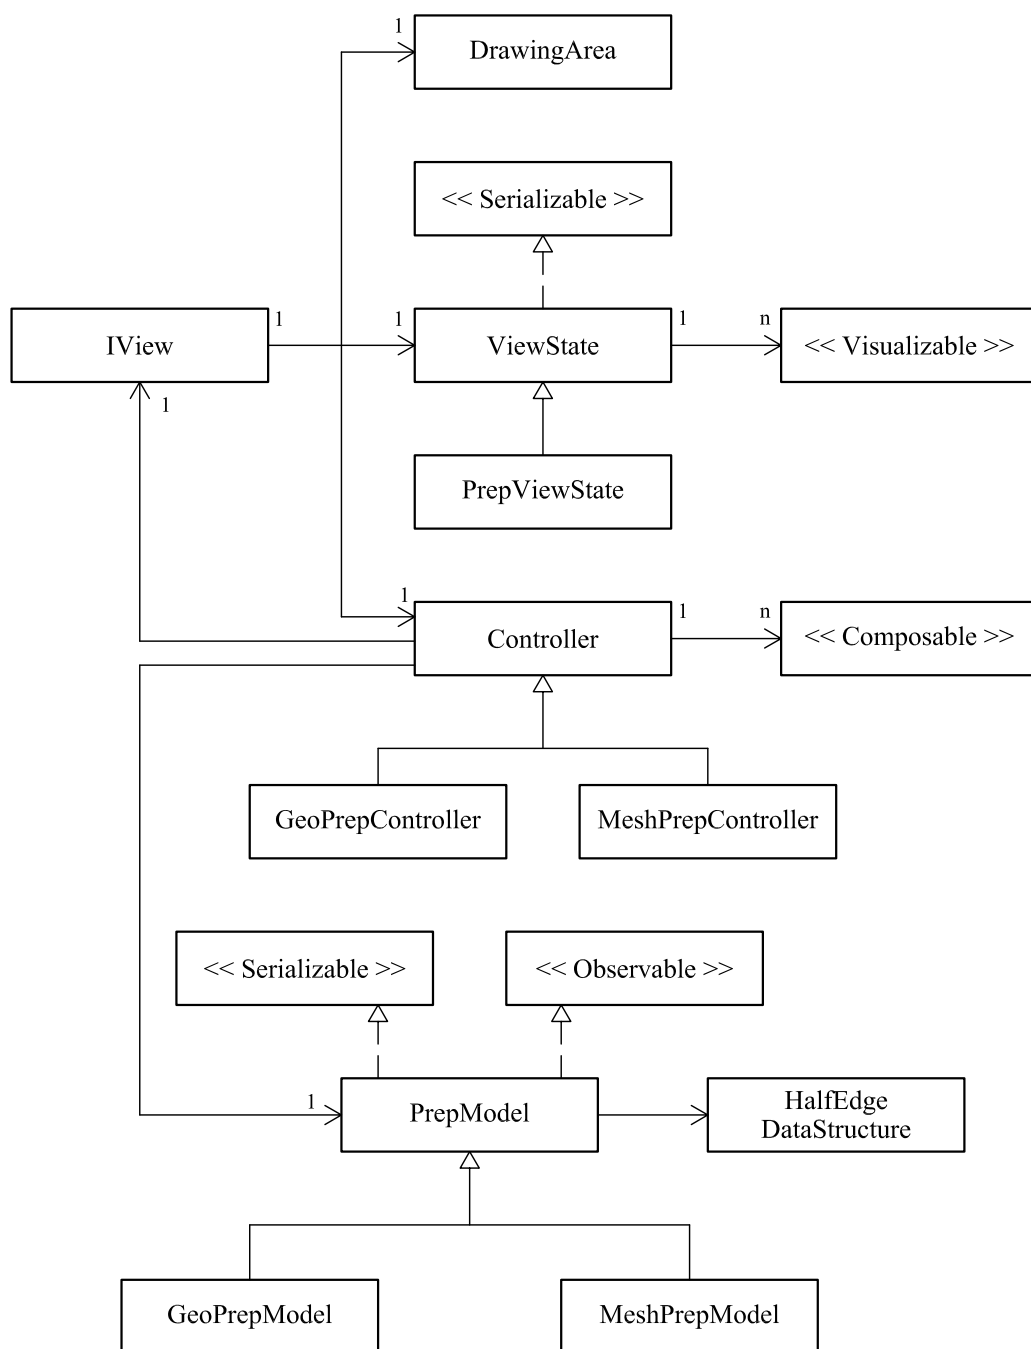 1
DrawingArea
<< Serializable >>
IView
1
1
ViewState
1
n
<< Visualizable >>
1
PrepViewState
1
Controller
1
n
<< Composable >>
GeoPrepController
MeshPrepController
<< Serializable >>
<< Observable >>
1
PrepModel
HalfEdge
DataStructure
GeoPrepModel
MeshPrepModel